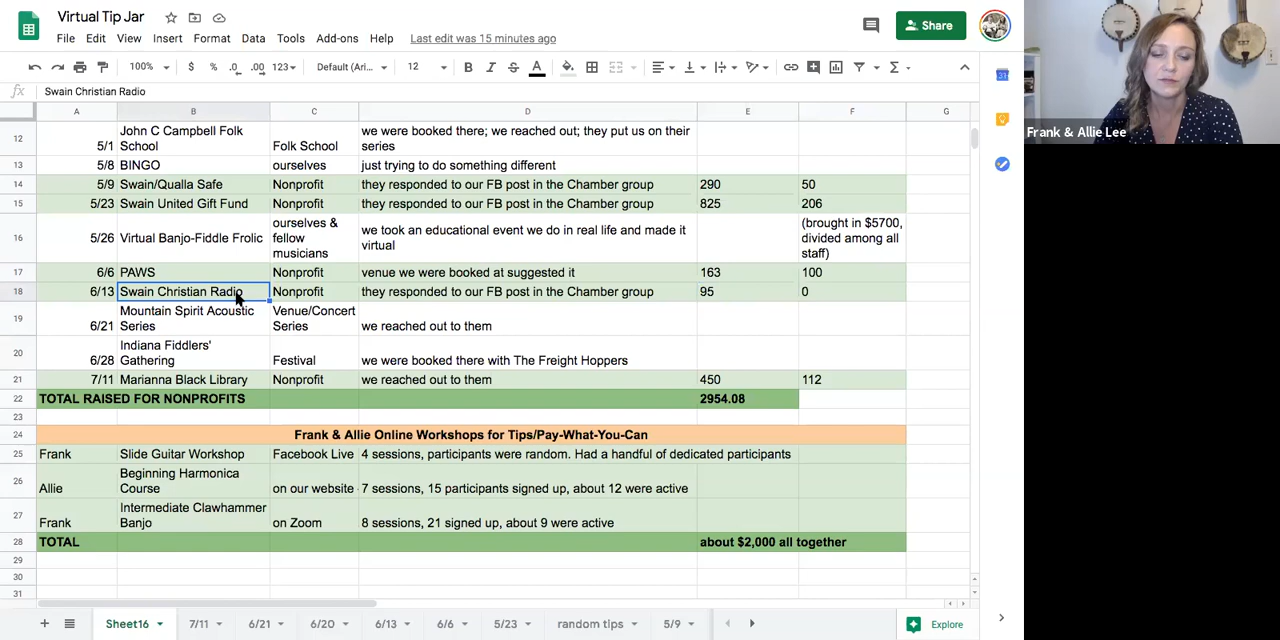 Virtual Tip Jar
Share
File Edit View Insert Format Data Tools Add-ons Help Last edit was 15 minutes ago
100% $ % .0 .00 123 Default (Ari... 12 B I S A
fx Swain Christian Radio
A B C D E F G
12 5/1 John C Campbell Folk School Folk School we were booked there; we reached out; they put us on their series
13 5/8 BINGO ourselves just trying to do something different
14 5/9 Swain/Qualla Safe Nonprofit they responded to our FB post in the Chamber group 290 50
15 5/23 Swain United Gift Fund Nonprofit they responded to our FB post in the Chamber group 825 206
16 5/26 Virtual Banjo-Fiddle Frolic ourselves & fellow musicians we took an educational event we do in real life and made it virtual (brought in $5700, divided among all staff)
17 6/6 PAWS Nonprofit venue we were booked at suggested it 163 100
18 6/13 Swain Christian Radio Nonprofit they responded to our FB post in the Chamber group 95 0
19 6/21 Mountain Spirit Acoustic Series Venue/Concert Series we reached out to them
20 6/28 Indiana Fiddlers' Gathering Festival we were booked there with The Freight Hoppers
21 7/11 Marianna Black Library Nonprofit we reached out to them 450 112
22 TOTAL RAISED FOR NONPROFITS 2954.08
23
24 Frank & Allie Online Workshops for Tips/Pay-What-You-Can
25 Frank Slide Guitar Workshop Facebook Live 4 sessions, participants were random. Had a handful of dedicated participants
26 Allie Beginning Harmonica Course on our website 7 sessions, 15 participants signed up, about 12 were active
27 Frank Intermediate Clawhammer Banjo on Zoom 8 sessions, 21 signed up, about 9 were active
28 TOTAL about $2,000 all together
29
30
31
Sheet16 7/11 6/21 6/20 6/13 6/6 5/23 random tips 5/9 Explore
Frank & Allie Lee